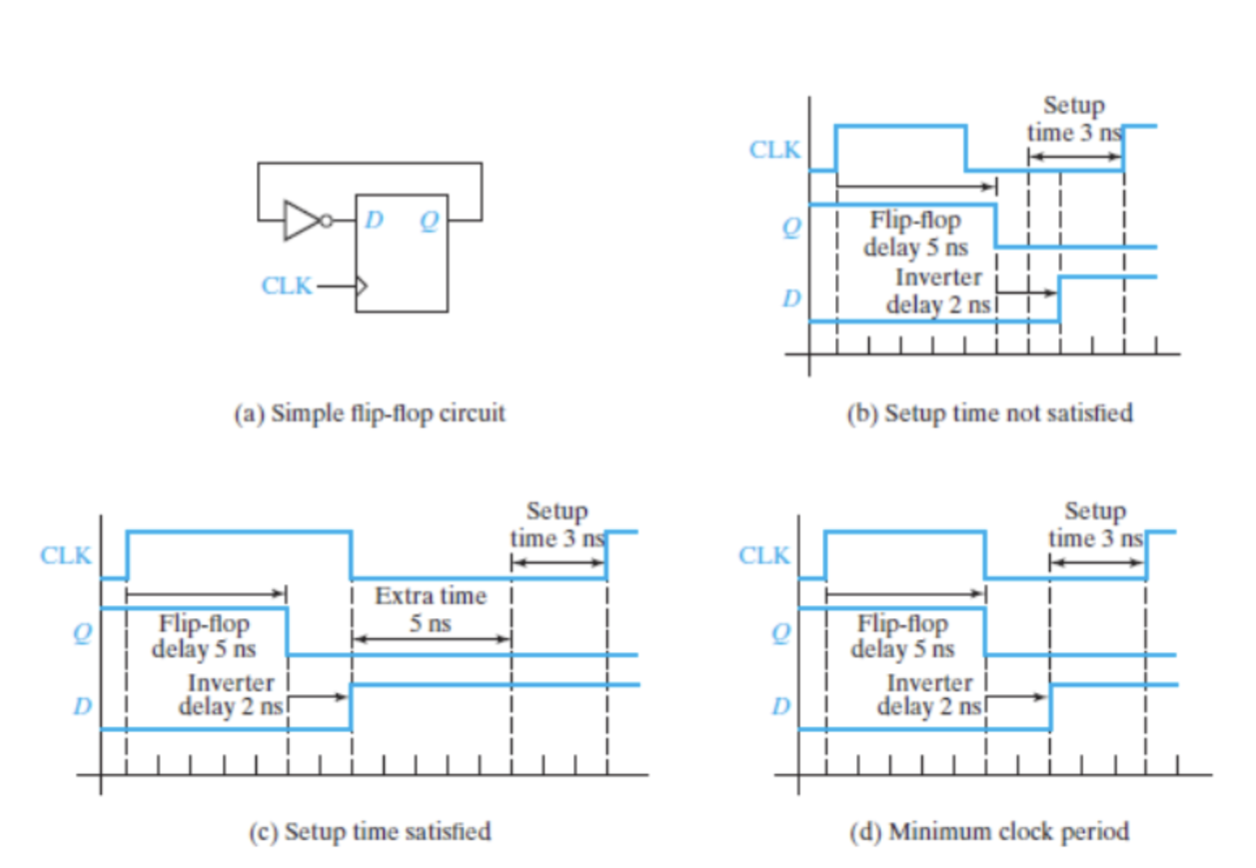 D Q
CLK
(a) Simple flip-flop circuit
Setup
time 3 ns
CLK
Q
Flip-flop
delay 5 ns
Inverter
D
delay 2 ns
(b) Setup time not satisfied
Setup
time 3 ns
CLK
Extra time
5 ns
Q
Flip-flop
delay 5 ns
Inverter
D
delay 2 ns
(c) Setup time satisfied
Setup
time 3 ns
CLK
Q
Flip-flop
delay 5 ns
Inverter
D
delay 2 ns
(d) Minimum clock period